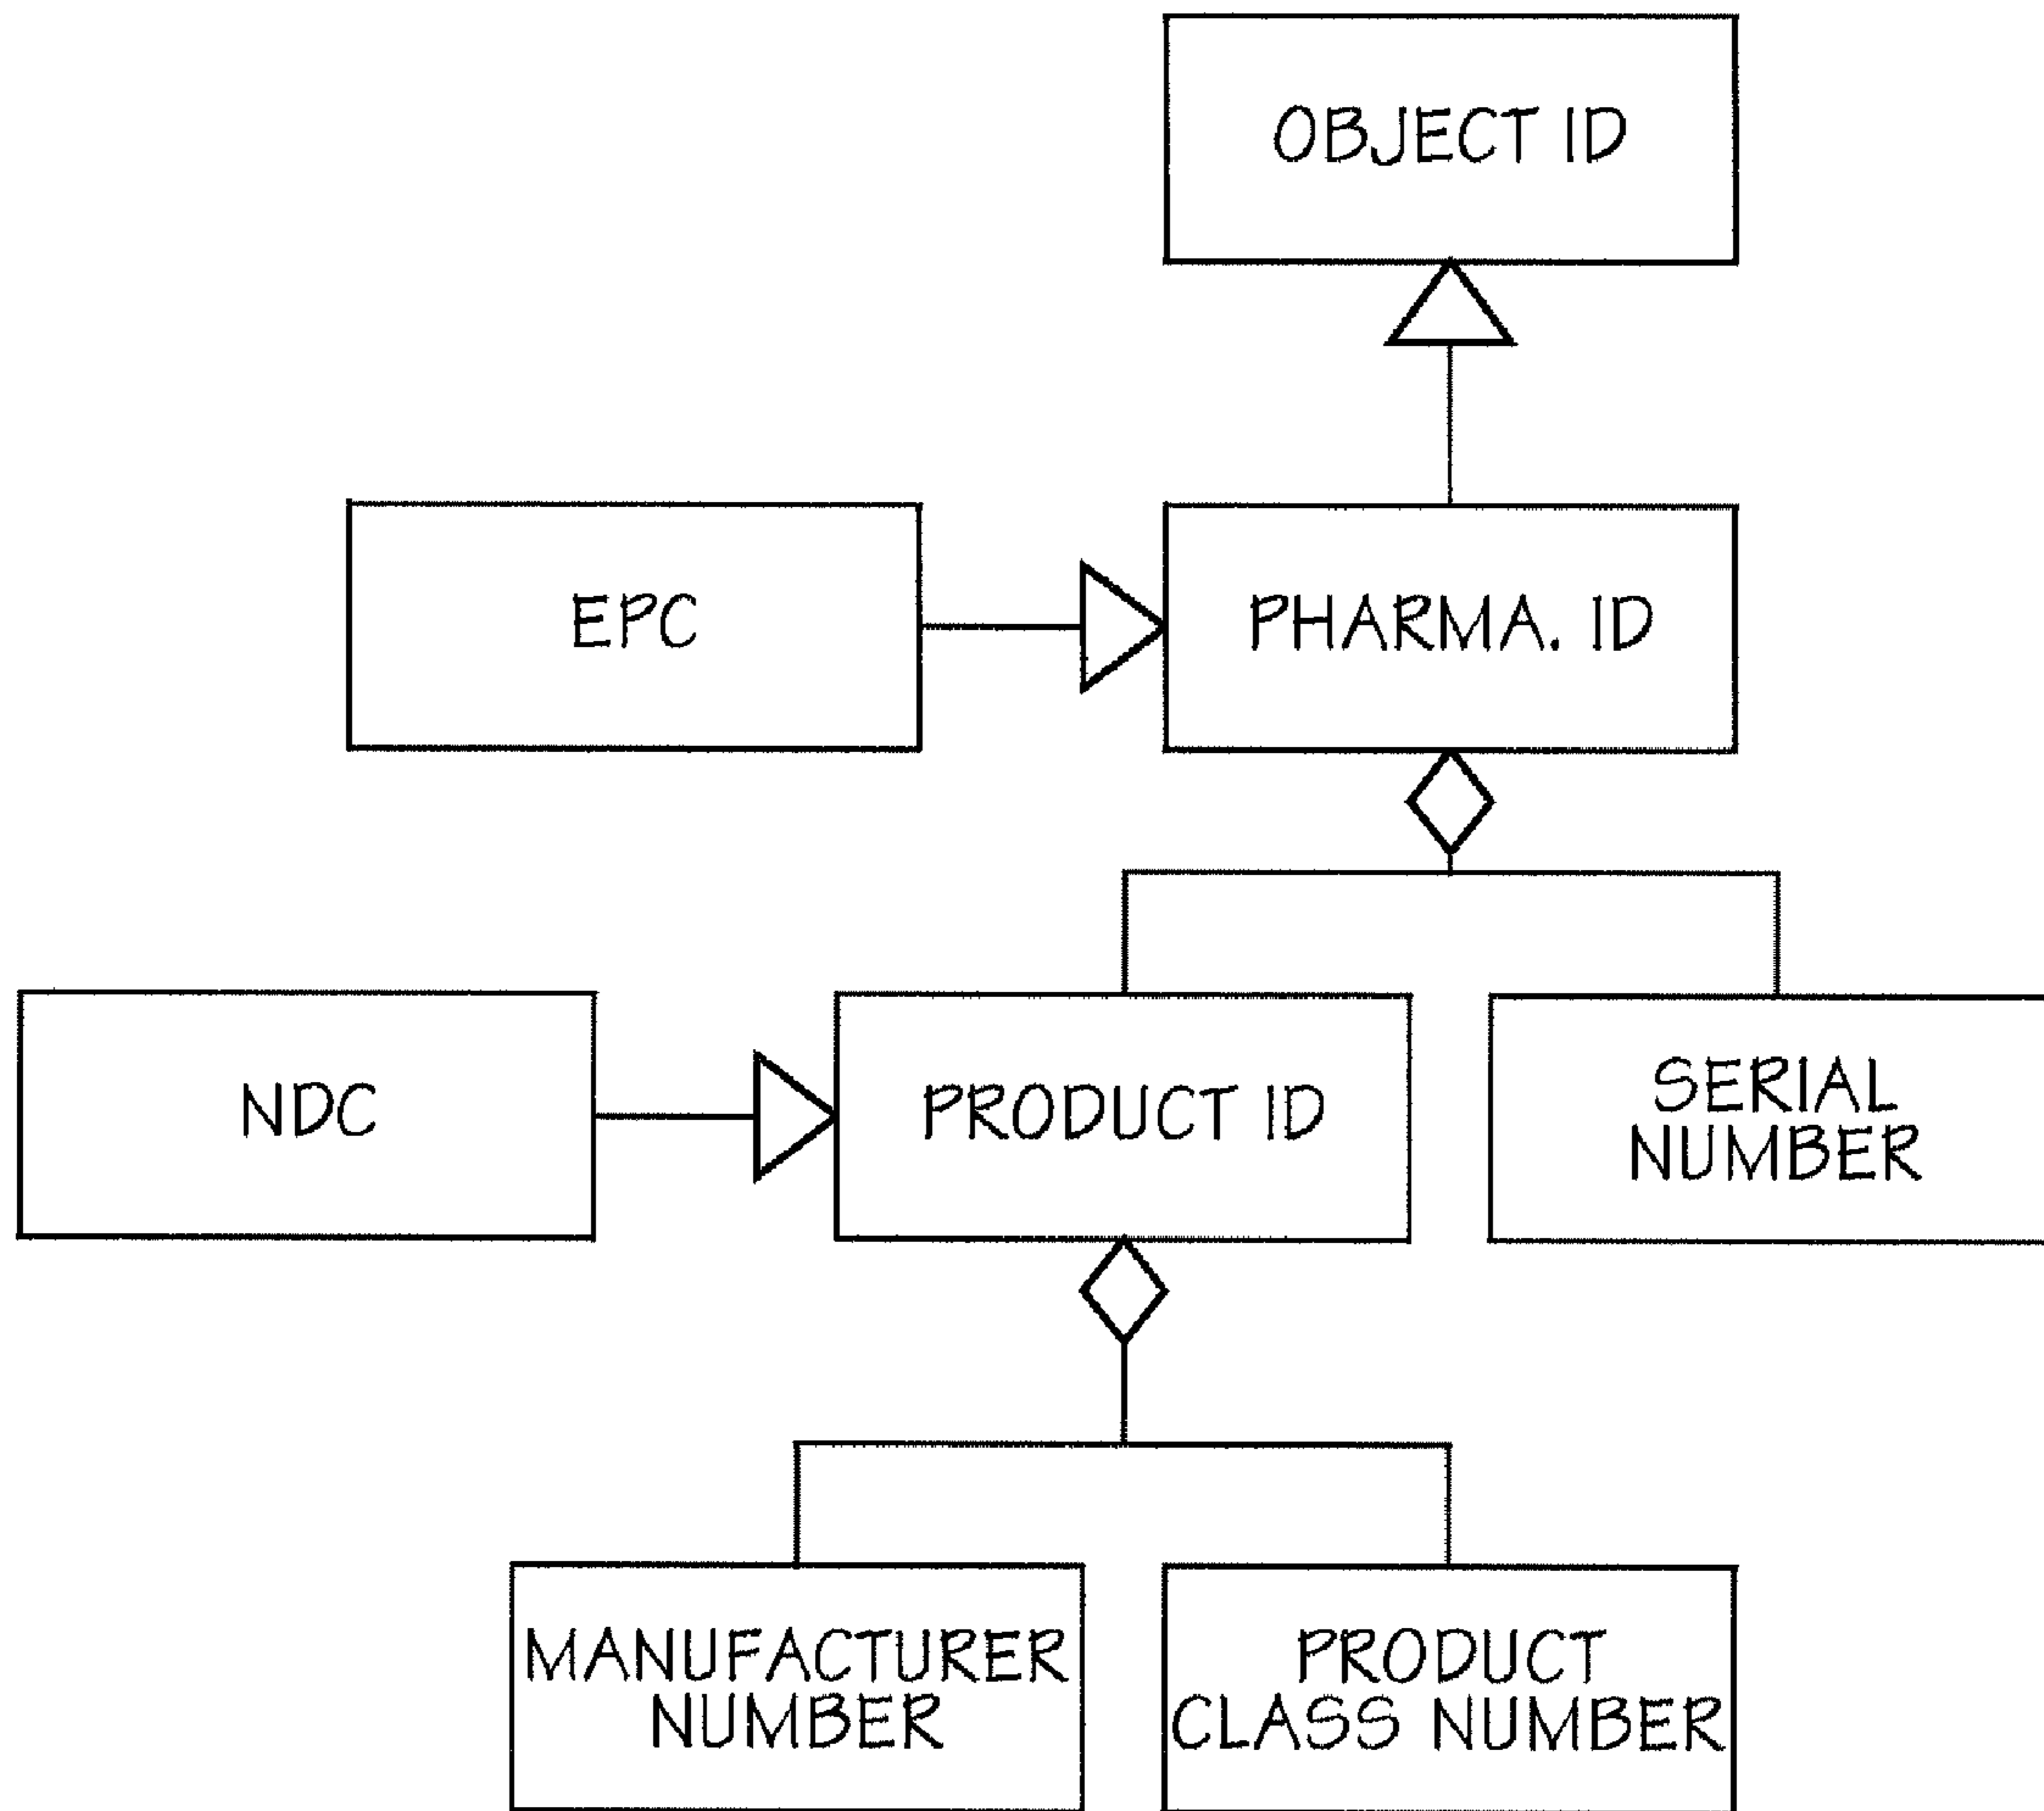 OBJECT ID
EPC
PHARMA. ID
NDC
PRODUCT ID
SERIAL
NUMBER
MANUFACTURER
NUMBER
PRODUCT
CLASS NUMBER